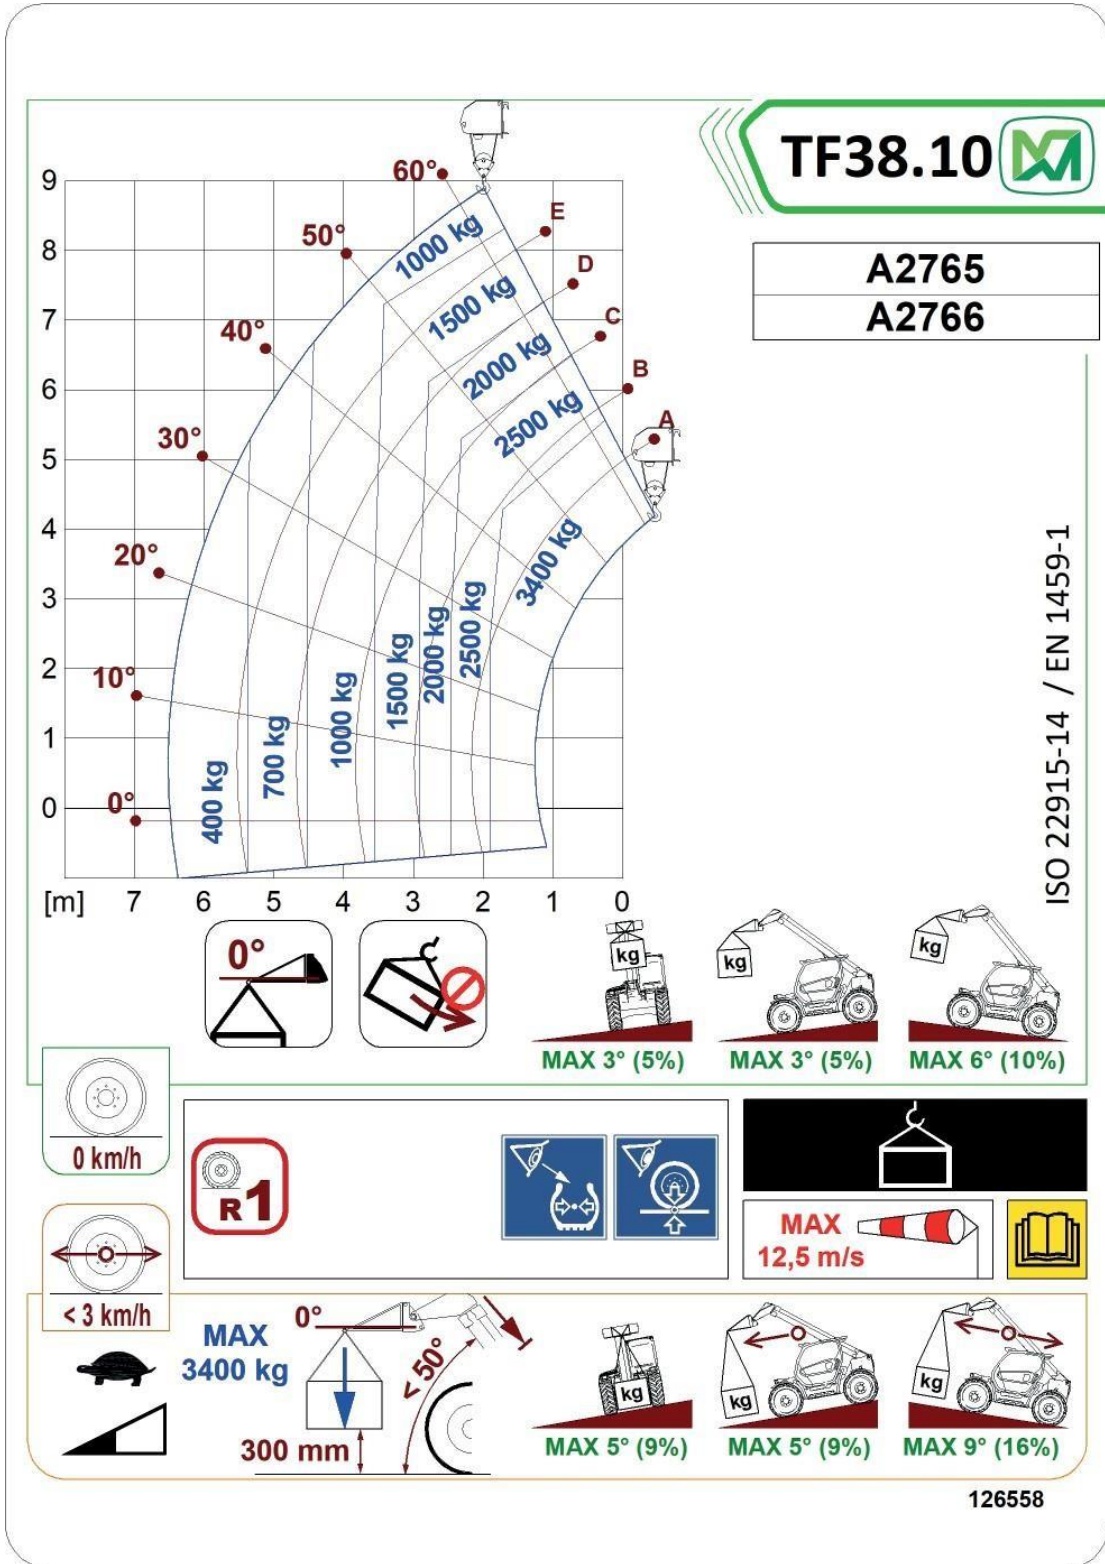 TF38.10
A2765
A2766
9
8
7
6
5
4
3
2
1
0
[m] 7 6 5 4 3 2 1 0
60°
50°
40°
30°
20°
10°
0°
E
D
C
B
A
1000 kg
1500 kg
2000 kg
2500 kg
3400 kg
400 kg
700 kg
1000 kg
1500 kg
2000 kg
2500 kg
ISO 22915-14 / EN 1459-1
0°
kg
kg
kg
MAX 3° (5%)
MAX 3° (5%)
MAX 6° (10%)
0 km/h
R1
MAX
12,5 m/s
< 3 km/h
MAX
3400 kg
0°
< 50°
300 mm
kg
kg
kg
MAX 5° (9%)
MAX 5° (9%)
MAX 9° (16%)
126558